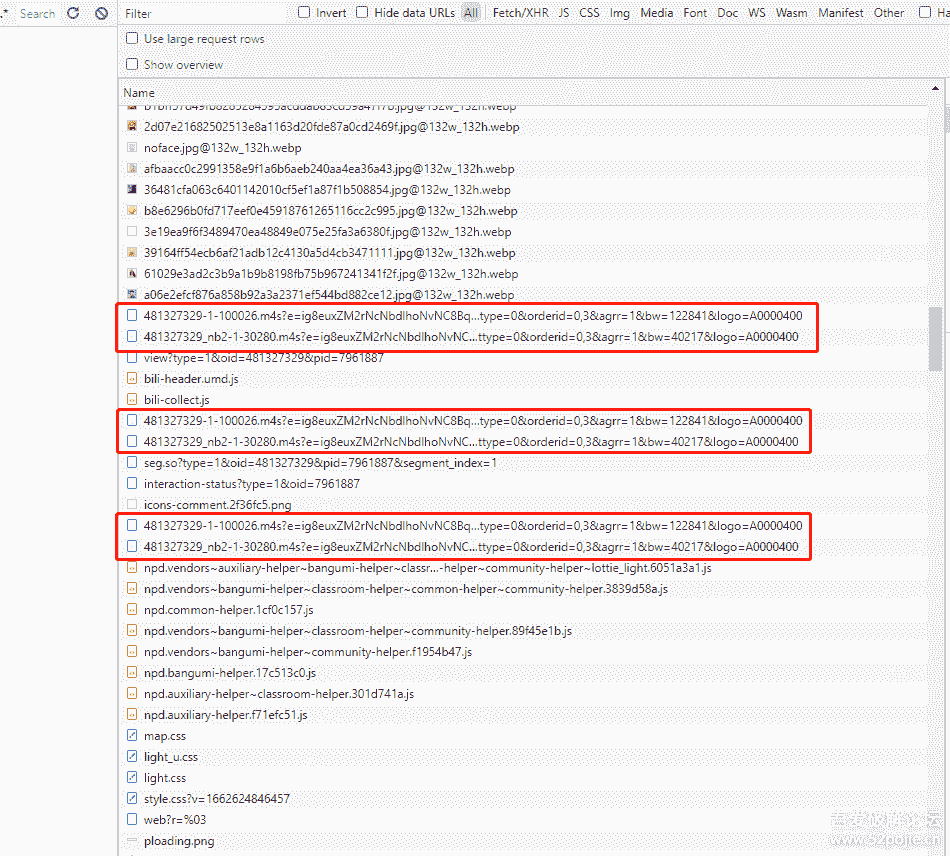 .*
Search
Filter
Invert
Hide data URLs
All
Fetch/XHR JS CSS Img Media Font Doc WS Wasm Manifest Other
Ha
Use large request rows
Show overview
Name
2d07e21682502513e8a1163d20fde87a0cd2469f.jpg@132w_132h.webp
noface.jpg@132w_132h.webp
afbaacc0c2991358e9f1a6b6aeb240aa4ea36a43.jpg@132w_132h.webp
36481cfa063c6401142010cf5ef1a87f1b508854.jpg@132w_132h.webp
b8e6296b0fd717eef0e45918761265116cc2c995.jpg@132w_132h.webp
3e19ea9f6f3489470ea48849e075e25fa3a6380f.jpg@132w_132h.webp
39164ff54ecb6af21adb12c4130a5d4cb3471111.jpg@132w_132h.webp
61029e3ad2c3b9a1b9b8198fb75b967241341f2f.jpg@132w_132h.webp
a06e2efcf876a858b92a3a2371ef544bd882ce12.jpg@132w_132h.webp
481327329-1-100026.m4s?e=ig8euxZM2rNcNbdlhoNvNC8Bq...type=0&orderid=0,3&agrr=1&bw=122841&logo=A0000400
481327329_nb2-1-30280.m4s?e=ig8euxZM2rNcNbdlhoNvNC...ttype=0&orderid=0,3&agrr=1&bw=40217&logo=A0000400
view?type=1&oid=481327329&pid=7961887
bili-header.umd.js
bili-collect.js
481327329-1-100026.m4s?e=ig8euxZM2rNcNbdlhoNvNC8Bq...type=0&orderid=0,3&agrr=1&bw=122841&logo=A0000400
481327329_nb2-1-30280.m4s?e=ig8euxZM2rNcNbdlhoNvNC...ttype=0&orderid=0,3&agrr=1&bw=40217&logo=A0000400
seg.so?type=1&oid=481327329&pid=7961887&segment_index=1
interaction-status?type=1&oid=7961887
icons-comment.2f36fc5.png
481327329-1-100026.m4s?e=ig8euxZM2rNcNbdlhoNvNC8Bq...type=0&orderid=0,3&agrr=1&bw=122841&logo=A0000400
481327329_nb2-1-30280.m4s?e=ig8euxZM2rNcNbdlhoNvNC...ttype=0&orderid=0,3&agrr=1&bw=40217&logo=A0000400
npd.vendors~auxiliary-helper~bangumi-helper~classr...-helper~community-helper~lottie_light.6051a3a1.js
npd.vendors~bangumi-helper~classroom-helper~common-helper~community-helper.3839d58a.js
npd.common-helper.1cf0c157.js
npd.vendors~bangumi-helper~classroom-helper~community-helper.89f45e1b.js
npd.vendors~bangumi-helper~community-helper.f1954b47.js
npd.bangumi-helper.17c513c0.js
npd.auxiliary-helper~classroom-helper.301d741a.js
npd.auxiliary-helper.f71efc51.js
map.css
light_u.css
light.css
style.css?v=1662624846457
web?r=%03
ploading.png
吾爱破解论坛
www.52pojie.cn